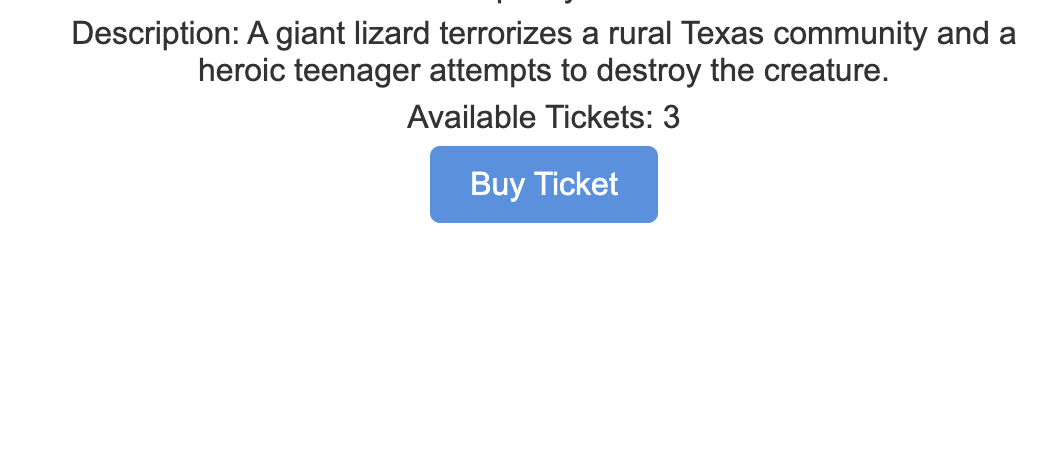 Description: A giant lizard terrorizes a rural Texas community and a
heroic teenager attempts to destroy the creature.
Available Tickets: 3
Buy Ticket